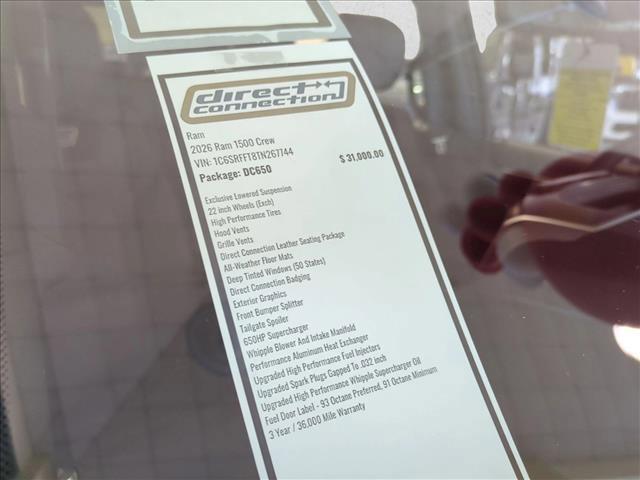 direct
connection
Ram
2026 Ram 1500 Crew
VIN: 1C6SRFFT8TN267744
Package: DC650 $ 31,000.00
Exclusive Lowered Suspension
22 inch Wheels (Exch)
High Performance Tires
Hood Vents
Grille Vents
Direct Connection Leather Seating Package
All-Weather Floor Mats
Deep Tinted Windows (50 States)
Direct Connection Badging
Exterior Graphics
Front Bumper Splitter
Tailgate Spoiler
650HP Supercharger
Whipple Blower And Intake Manifold
Performance Aluminum Heat Exchanger
Upgraded High Performance Fuel Injectors
Upgraded Spark Plugs Gapped To .032 inch
Upgraded High Performance Whipple Supercharger Oil
Fuel Door Label - 93 Octane Preferred, 91 Octane Minimum
3 Year / 36,000 Mile Warranty